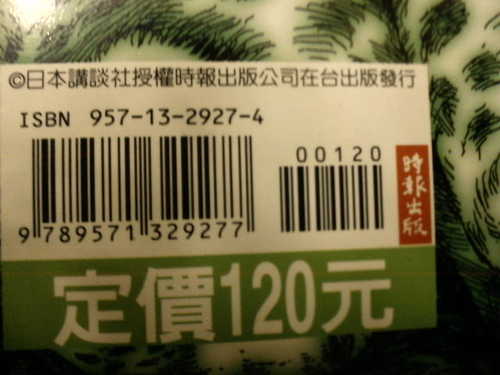 ©日本講談社授權時報出版公司在台出版發行
ISBN 957-13-2927-4
00120
時報出版
9 789571 329277
定價120元